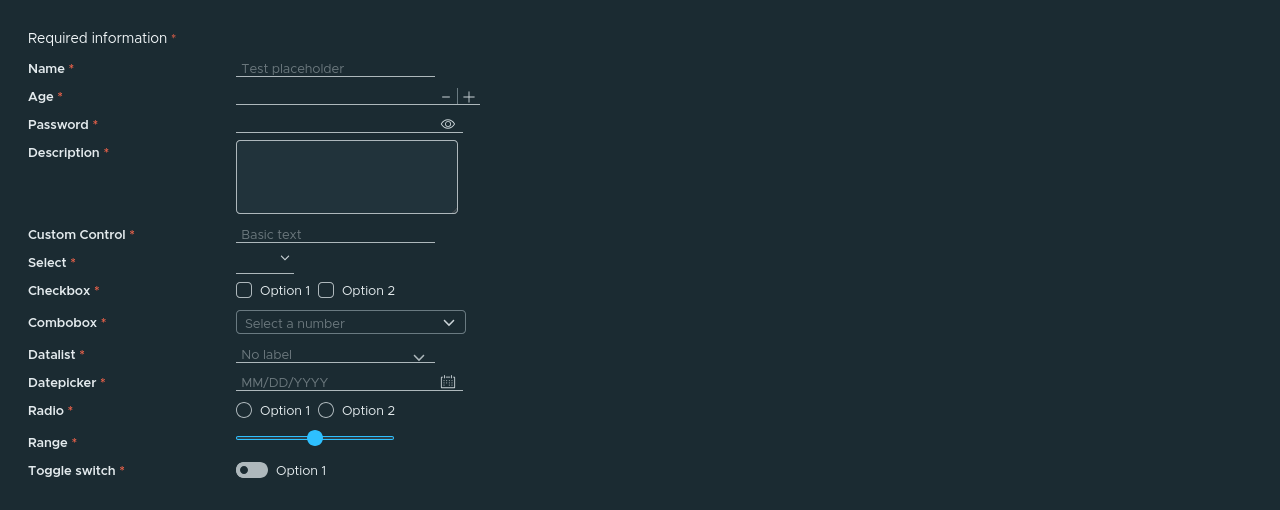 Required information *
Name * Test placeholder
Age *
Password *
Description *
Custom Control * Basic text
Select *
Checkbox * Option 1 Option 2
Combobox * Select a number
Datalist * No label
Datepicker * MM/DD/YYYY
Radio * Option 1 Option 2
Range *
Toggle switch * Option 1